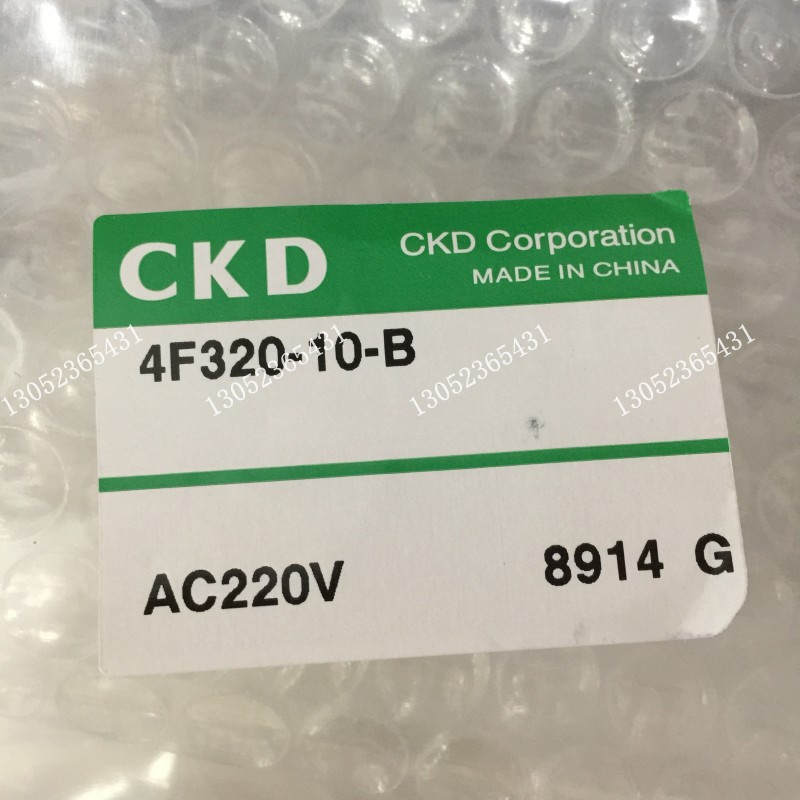 CKD
CKD Corporation
MADE IN CHINA
4F320-10-B
13052365431 13052365431 13052365431 13052365431
AC220V
8914 G